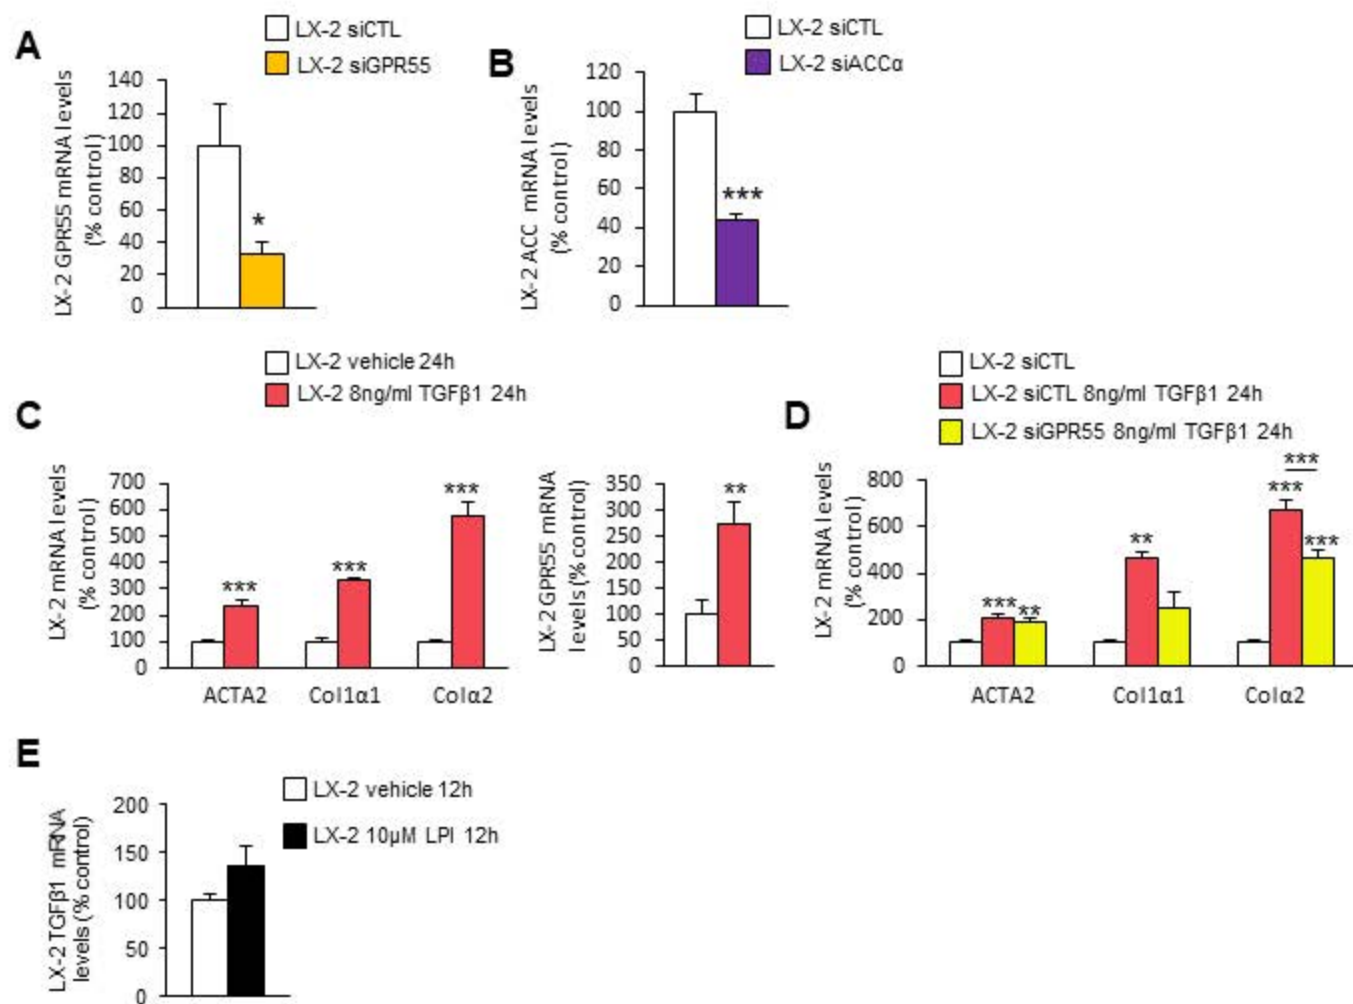 A
LX-2 siCTL
LX-2 siGPR55
LX-2 GPR55 mRNA levels
(% control)
140
120
100
80
60
40
20
0
*
B
LX-2 siCTL
LX-2 siACCα
LX-2 ACC mRNA levels
(% control)
120
100
80
60
40
20
0
***
C
LX-2 vehicle 24h
LX-2 8ng/ml TGFβ1 24h
LX-2 mRNA levels
(% control)
700
600
500
400
300
200
100
0
***
***
***
ACTA2
Col1α1
Colα2
LX-2 GPR55 mRNA
levels (% control)
350
300
250
200
150
100
50
0
**
D
LX-2 siCTL
LX-2 siCTL 8ng/ml TGFβ1 24h
LX-2 siGPR55 8ng/ml TGFβ1 24h
LX-2 mRNA levels
(% control)
800
600
400
200
0
***
**
**
***
***
***
ACTA2
Col1α1
Colα2
E
LX-2 vehicle 12h
LX-2 10μM LPI 12h
LX-2 TGFβ1 mRNA
levels (% control)
200
150
100
50
0